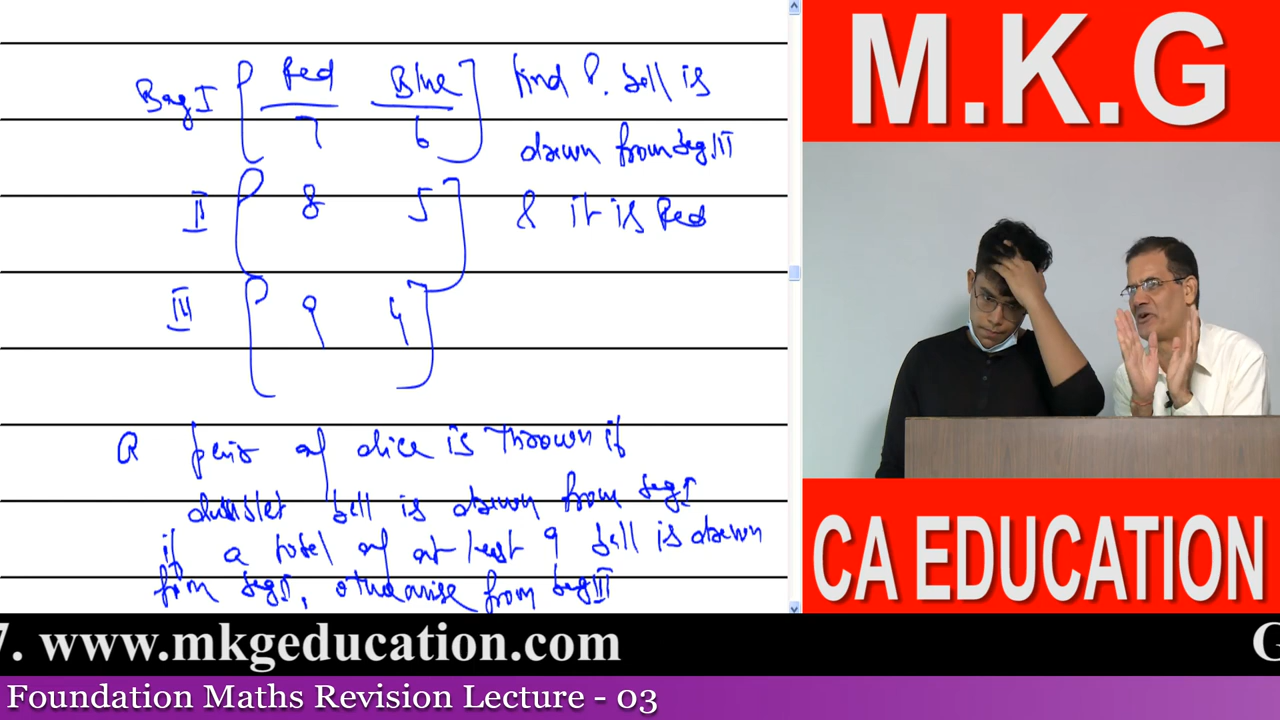 Bag I Red Blue find P. ball is
7 6 drawn from bag III
II 8 5 & it is Red
III 9 4
Q pair of dice is thrown if
doublet ball is drawn from bag I
if a total of at least 9 ball is drawn
from bag II, otherwise from bag III
M.K.G
CA EDUCATION
7. www.mkgeducation.com G
Foundation Maths Revision Lecture - 03